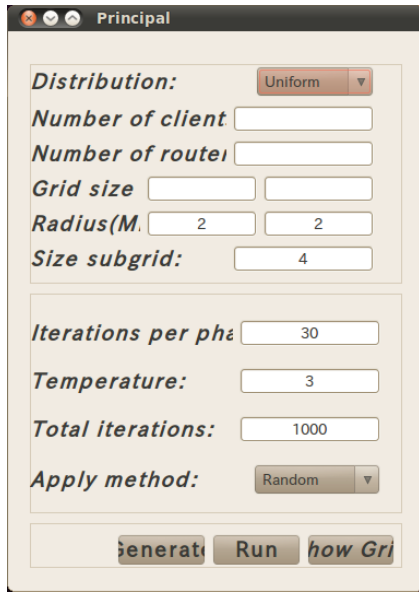 Principal
Distribution: Uniform
Number of client
Number of router
Grid size
Radius(M. 2 2
Size subgrid: 4
Iterations per pha 30
Temperature: 3
Total iterations: 1000
Apply method: Random
Generate Run how Gri